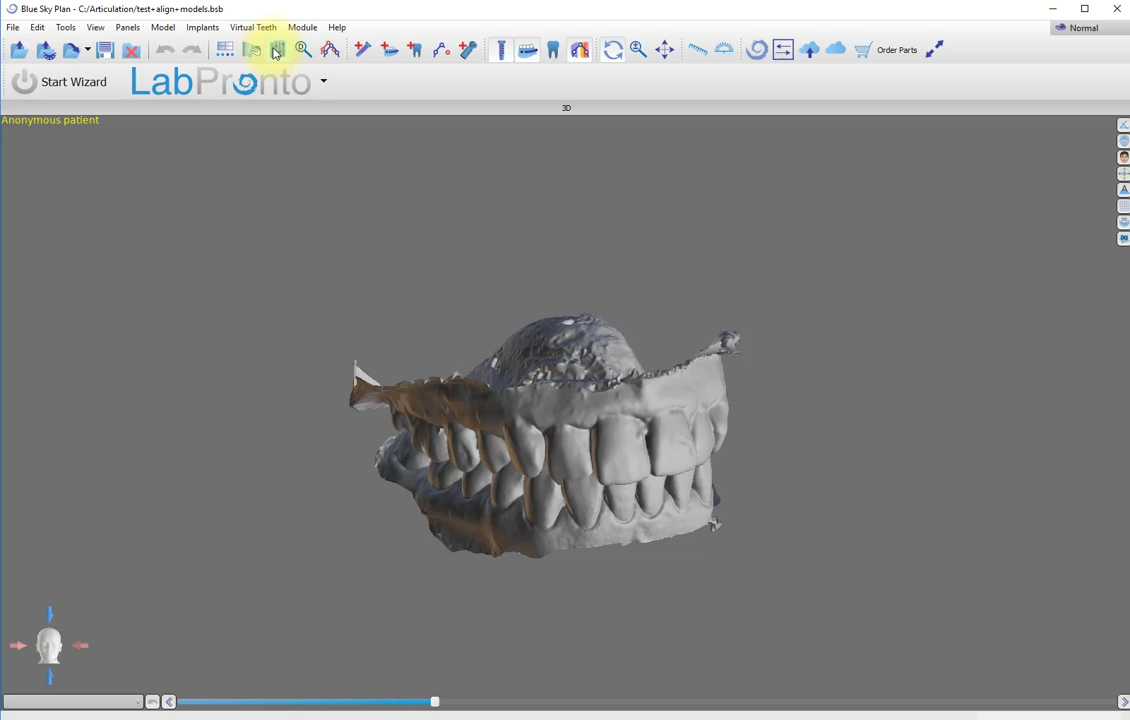 Blue Sky Plan - C:/Articulation/test+align+models.bsb
File Edit Tools View Panels Model Implants Virtual Teeth Module Help
Normal
Order Parts
Start Wizard
LabPronto
3D
Anonymous patient